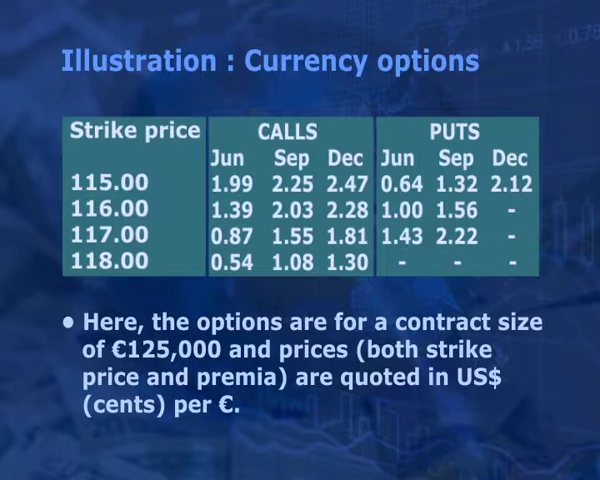 Illustration : Currency options
Strike price CALLS PUTS
Jun Sep Dec Jun Sep Dec
115.00 1.99 2.25 2.47 0.64 1.32 2.12
116.00 1.39 2.03 2.28 1.00 1.56 -
117.00 0.87 1.55 1.81 1.43 2.22 -
118.00 0.54 1.08 1.30 - - -
• Here, the options are for a contract size
of €125,000 and prices (both strike
price and premia) are quoted in US$
(cents) per €.